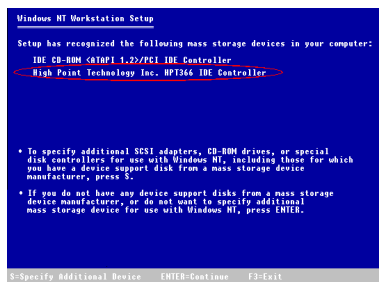 Windows NT Workstation Setup
Setup has recognized the following mass storage devices in your computer:
IDE CD-ROM <ATAPI 1.2>/PCI IDE Controller
High Point Technology Inc. HPT366 IDE Controller
• To specify additional SCSI adapters, CD-ROM drives, or special
disk controllers for use with Windows NT, including those for which
you have a device support disk from a mass storage device
manufacturer, press S.
• If you do not have any device support disks from a mass storage
device manufacturer, or do not want to specify additional
mass storage device for use with Windows NT, press ENTER.
S=Specify Additional Device ENTER=Continue F3=Exit